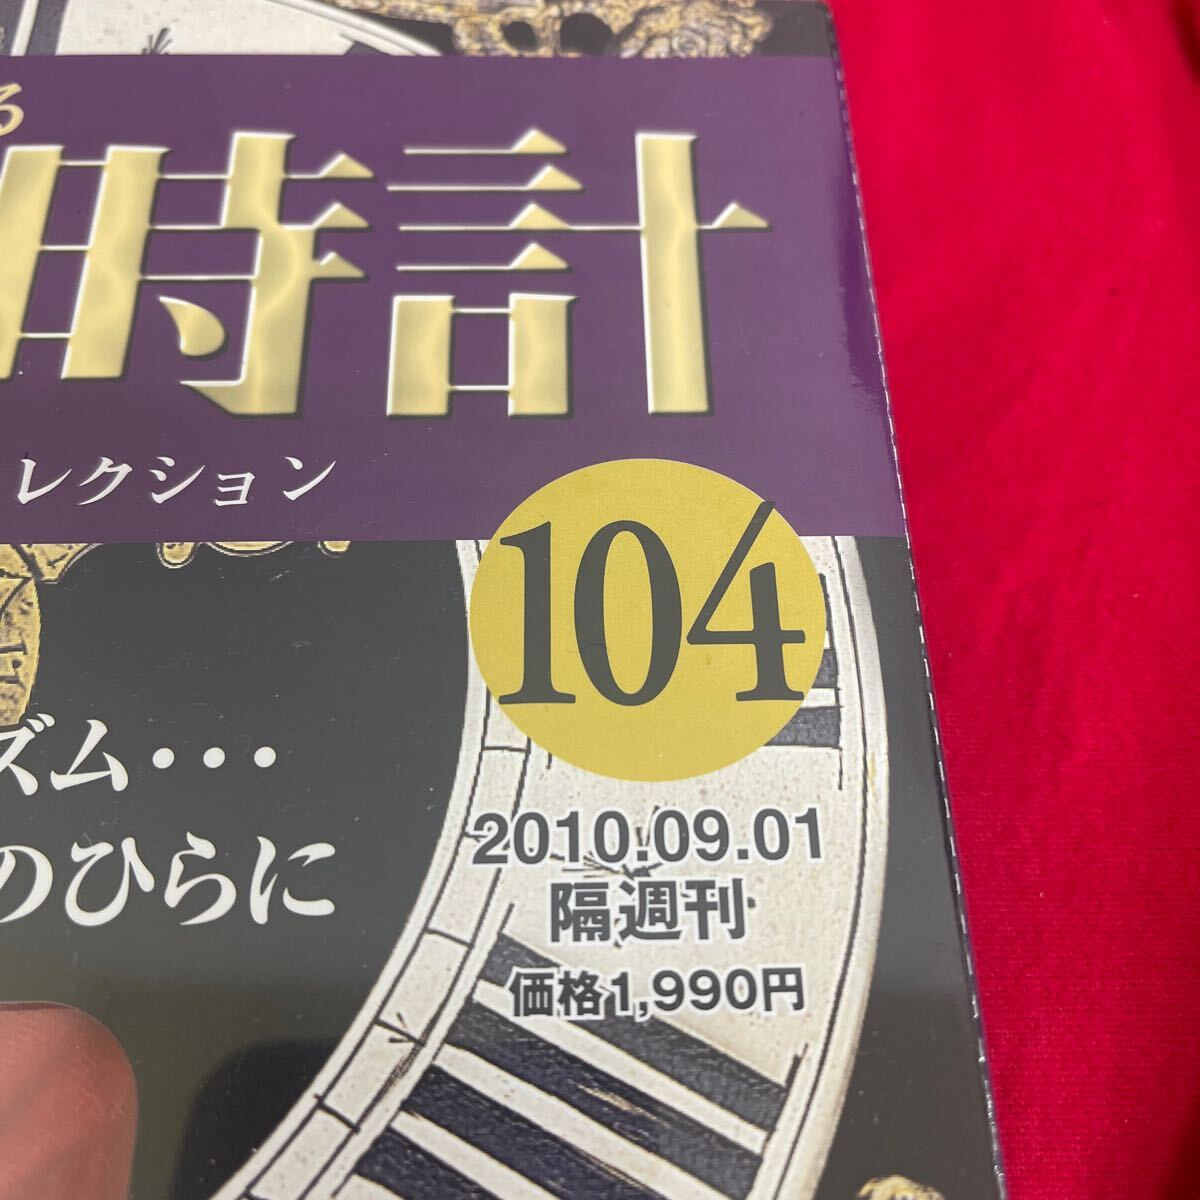 る
時計
レクション
104
ズム・・・
のひらに
2010.09.01
隔週刊
価格1,990円